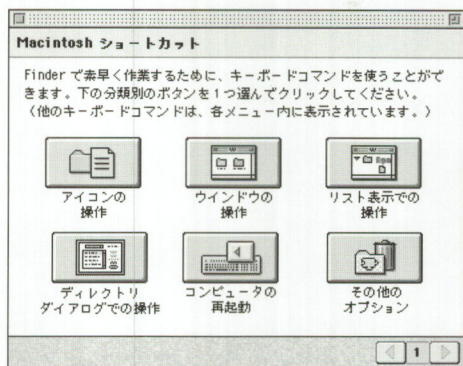 Macintosh ショートカット
Finder で素早く作業するために、キーボードコマンドを使うことがで
きます。下の分類別のボタンを1つ選んでクリックしてください。
(他のキーボードコマンドは、各メニュー内に表示されています。)
アイコンの
操作
ウインドウの
操作
リスト表示での
操作
ディレクトリ
ダイアログでの操作
コンピュータの
再起動
その他の
オプション
1